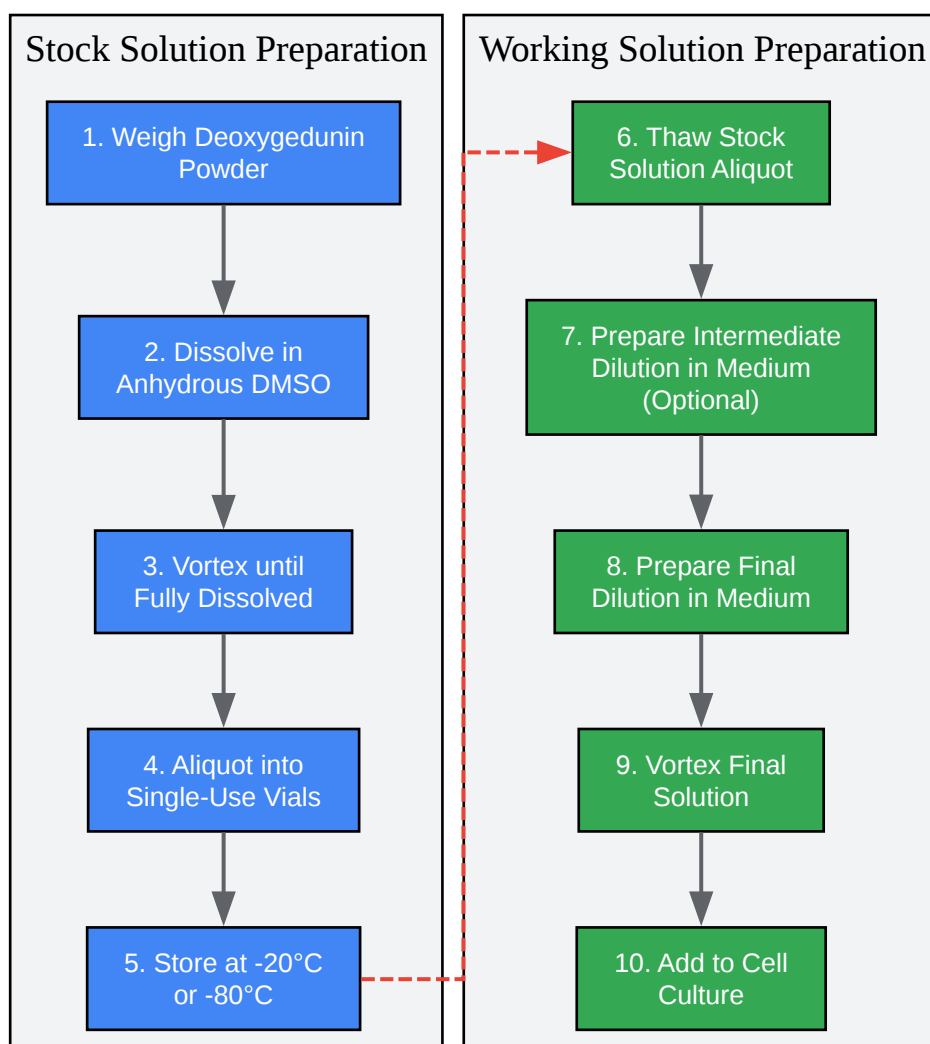 Stock Solution Preparation
1. Weigh Deoxygedunin
Powder
2. Dissolve in
Anhydrous DMSO
3. Vortex until
Fully Dissolved
4. Aliquot into
Single-Use Vials
5. Store at -20°C
or -80°C
Working Solution Preparation
6. Thaw Stock
Solution Aliquot
7. Prepare Intermediate
Dilution in Medium
(Optional)
8. Prepare Final
Dilution in Medium
9. Vortex Final
Solution
10. Add to Cell
Culture